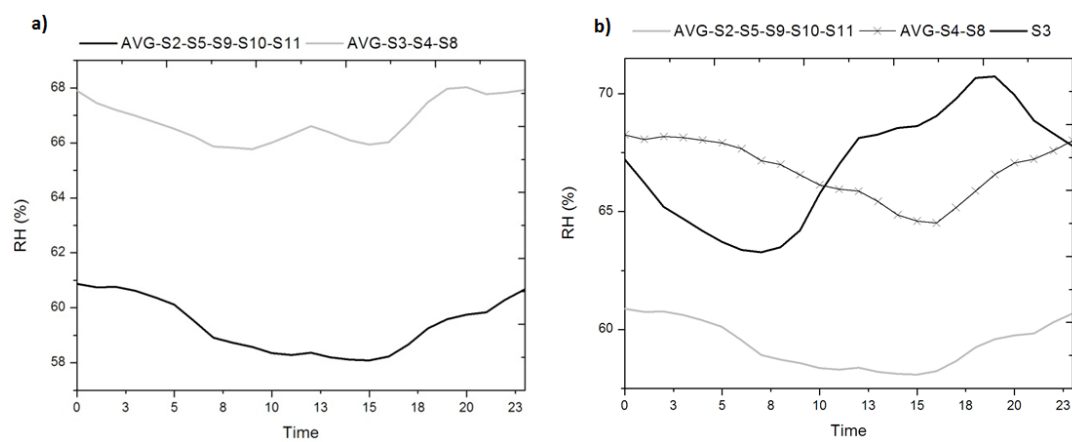 a)
AVG-S2-S5-S9-S10-S11 AVG-S3-S4-S8
68
66
64
62
60
58
RH (%)
0 3 5 8 10 13 15 18 20 23
Time
b)
AVG-S2-S5-S9-S10-S11 AVG-S4-S8 S3
70
65
60
RH (%)
0 3 5 8 10 13 15 18 20 23
Time